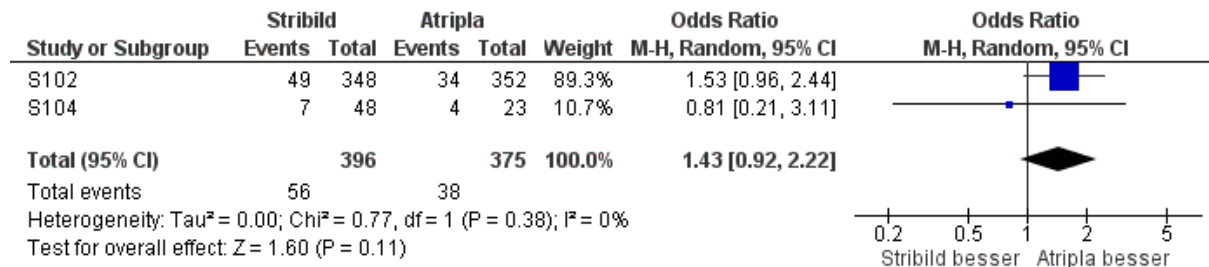 Stribild Atripla Odds Ratio Odds Ratio
Study or Subgroup Events Total Events Total Weight M-H, Random, 95% CI M-H, Random, 95% CI
S102 49 348 34 352 89.3% 1.53 [0.96, 2.44]
S104 7 48 4 23 10.7% 0.81 [0.21, 3.11]
Total (95% CI) 396 375 100.0% 1.43 [0.92, 2.22]
Total events 56 38
Heterogeneity: Tau² = 0.00; Chi² = 0.77, df = 1 (P = 0.38); I² = 0%
Test for overall effect: Z = 1.60 (P = 0.11)
0.2 0.5 1 2 5
Stribild besser Atripla besser